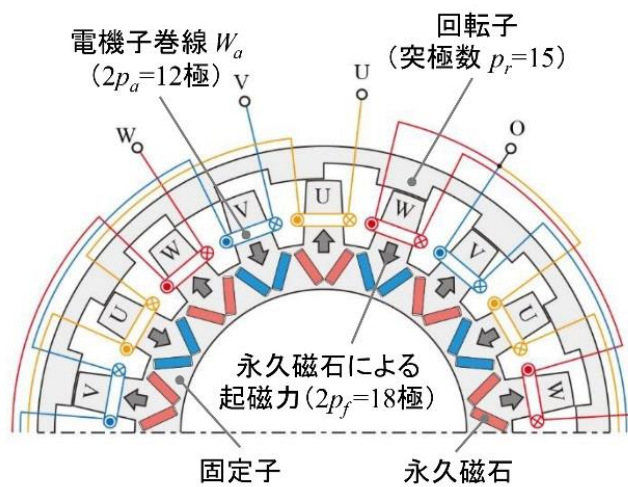 電機子巻線 Wa
(2pa=12極)
回転子
(突極数 pr=15)
V
U
W
O
U
V
W
W
V
U
U
V
W
永久磁石による
起磁力(2pf=18極)
固定子
永久磁石